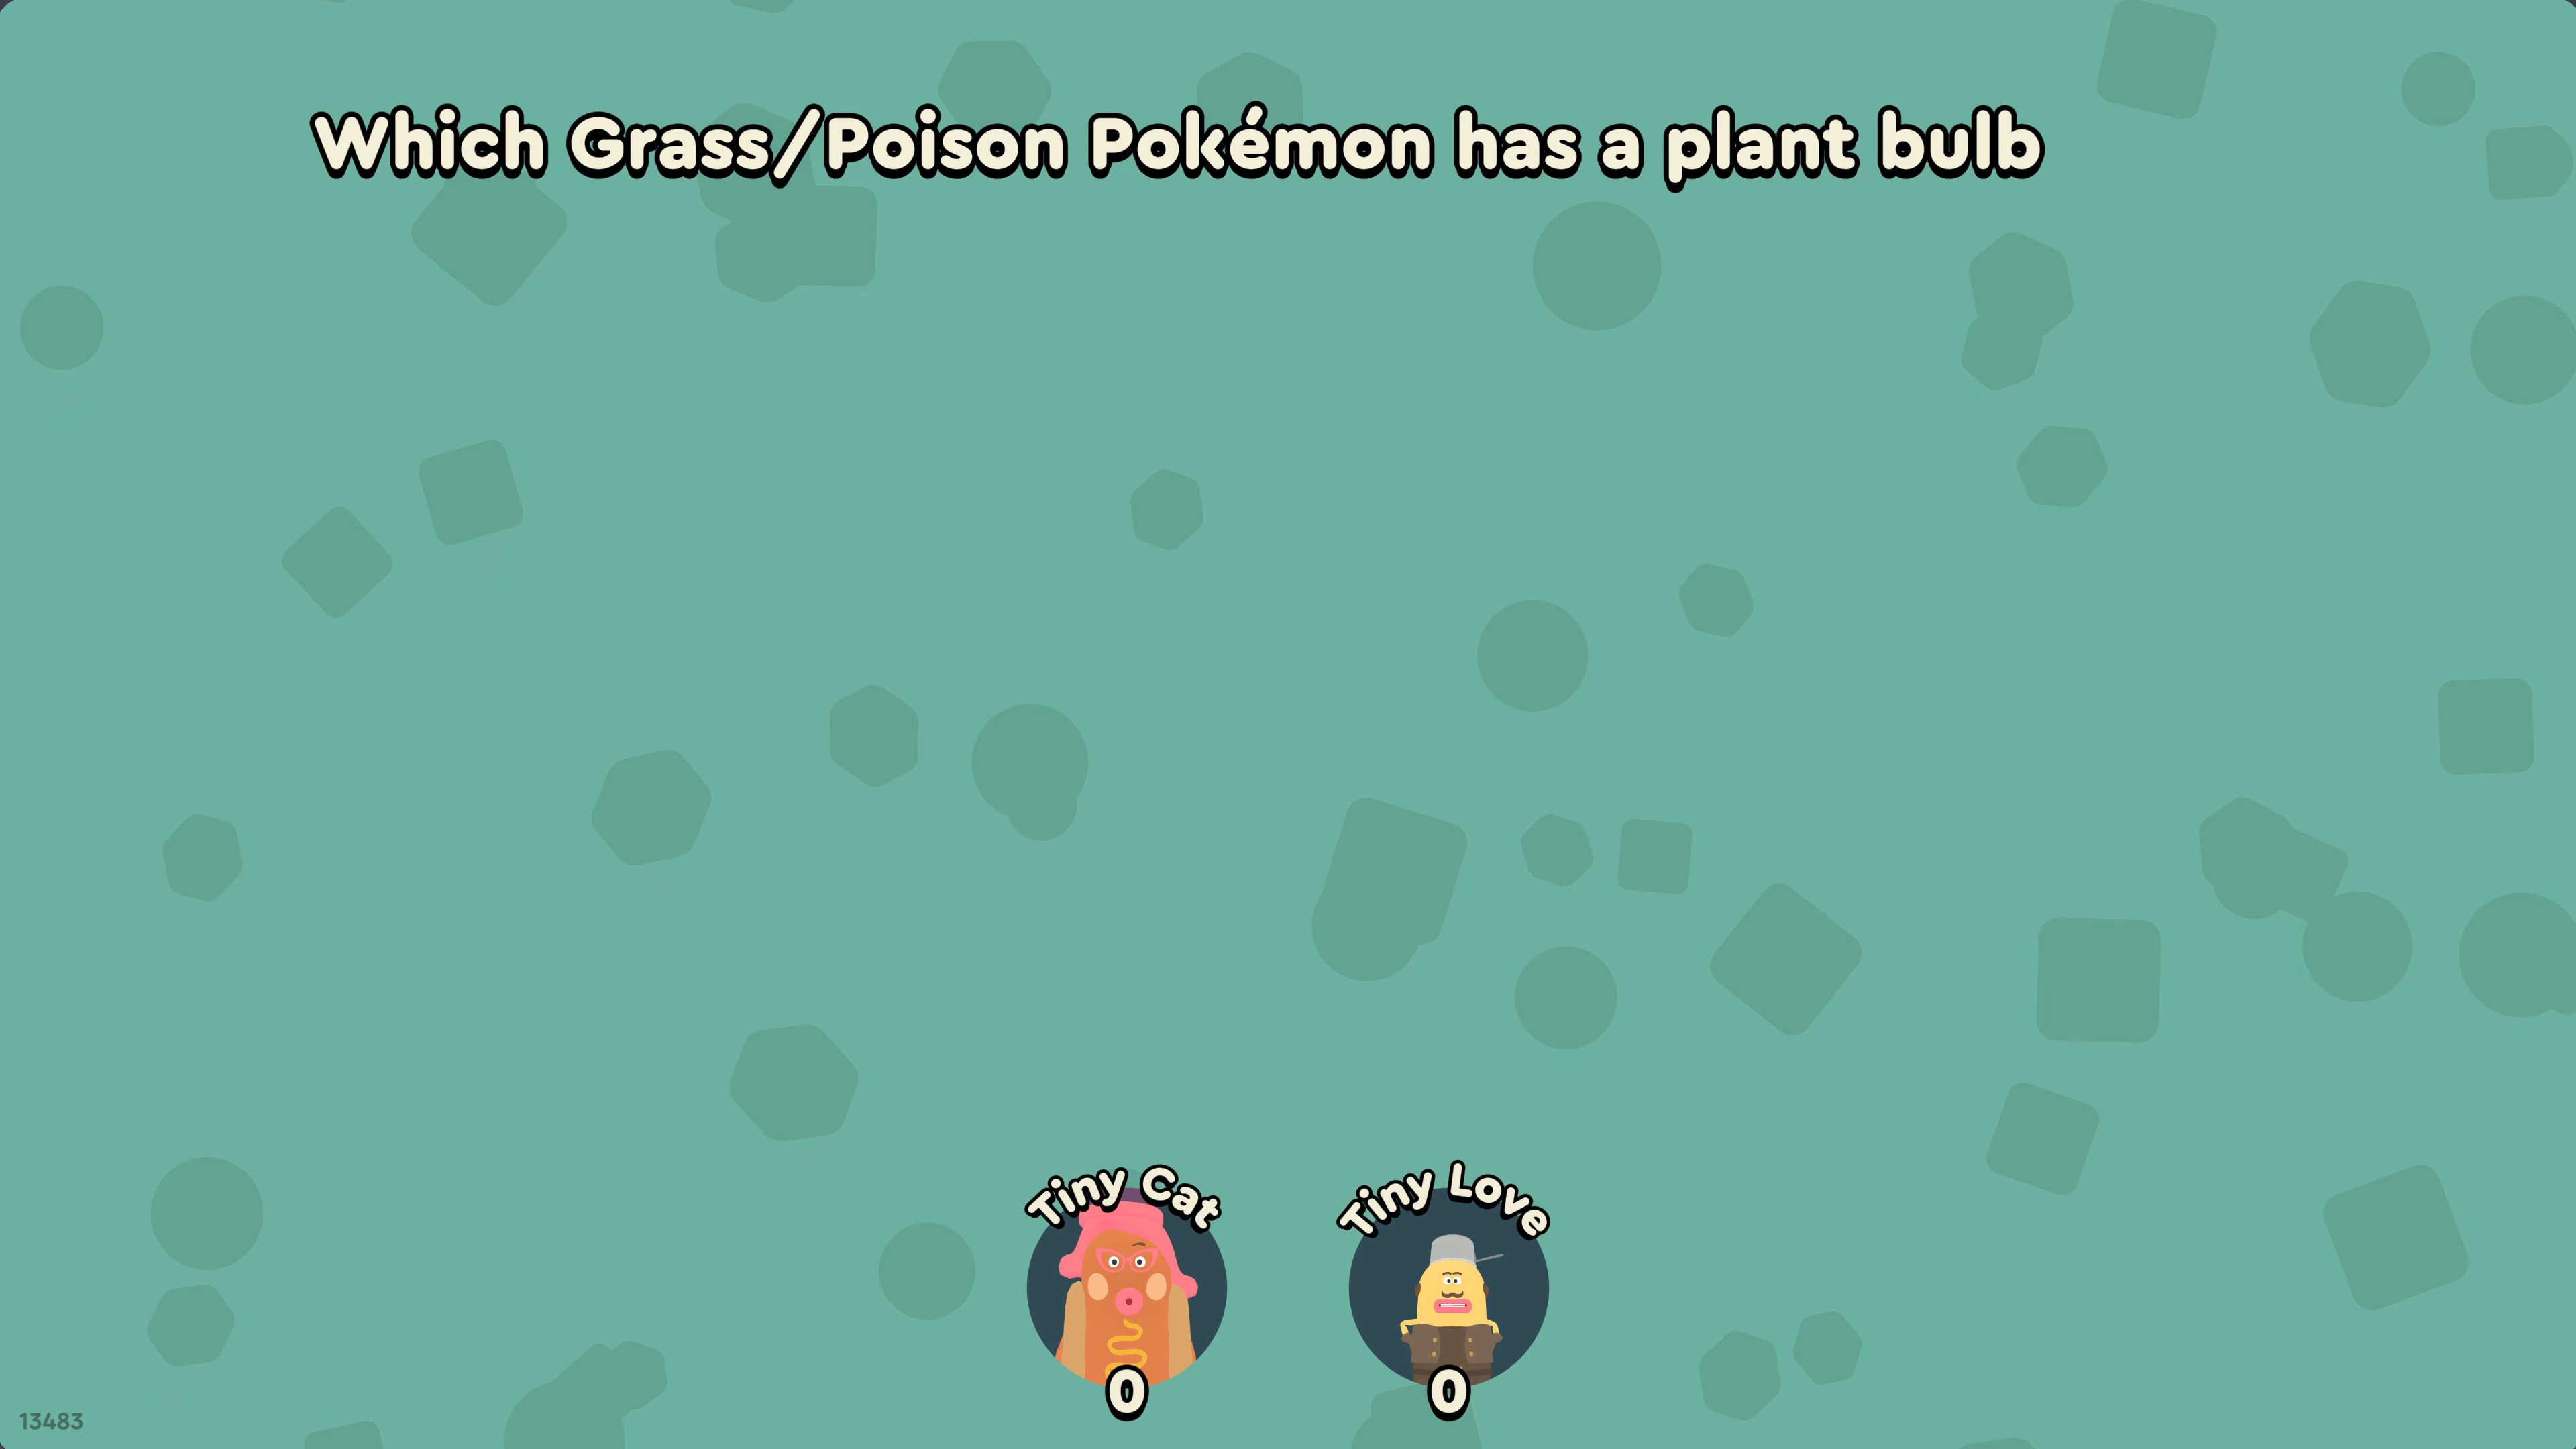 Which Grass/Poison Pokémon has a plant bulb
Tiny Cat
0
Tiny Love
0
13483